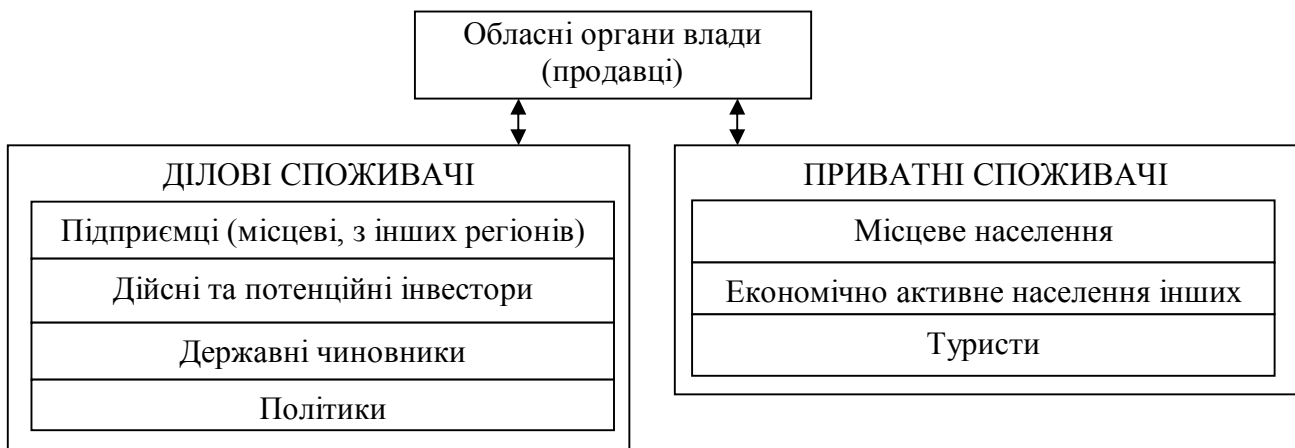 Обласні органи влади
(продавці)
ДІЛОВІ СПОЖИВАЧІ
Підприємці (місцеві, з інших регіонів)
Дійсні та потенційні інвестори
Державні чиновники
Політики
ПРИВАТНІ СПОЖИВАЧІ
Місцеве населення
Економічно активне населення інших
Туристи